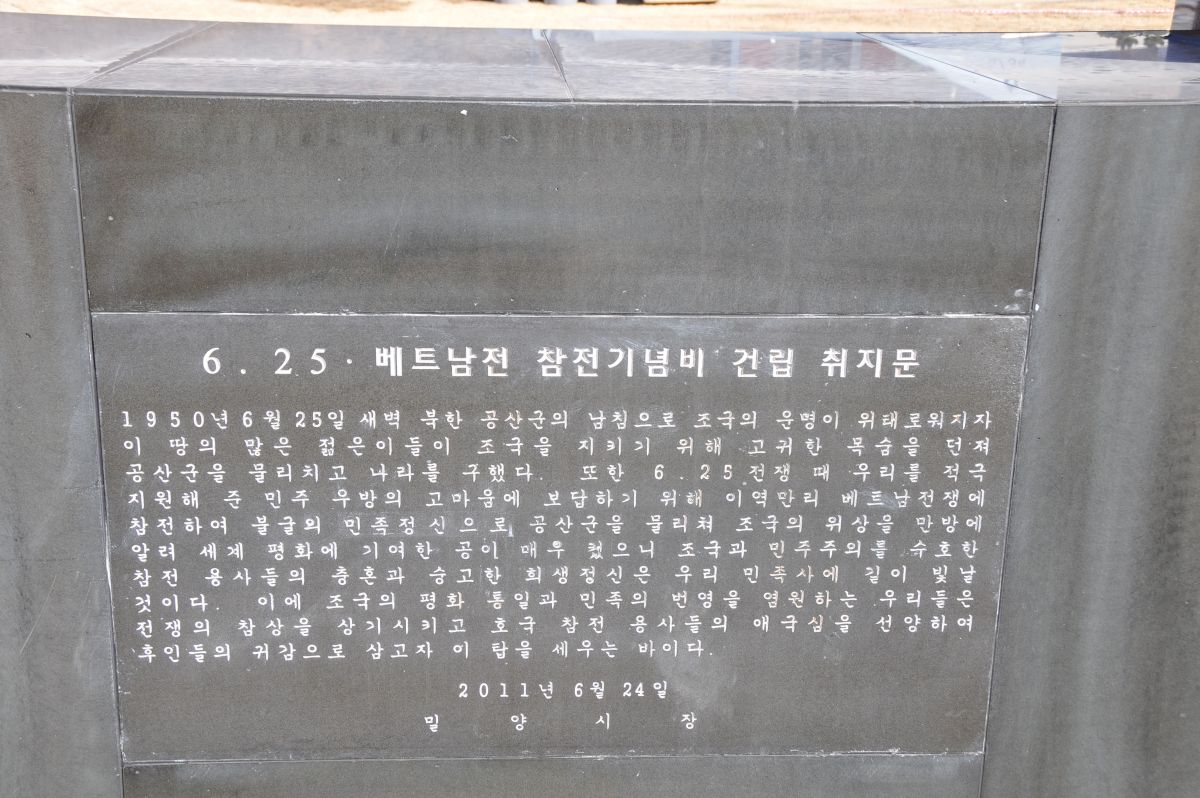 6.25·베트남전 참전기념비 건립 취지문
1950년 6월 25일 새벽 북한 공산군의 남침으로 조국의 운명이 위태로워지자
이 땅의 많은 젊은이들이 조국을 지키기 위해 고귀한 목숨을 던져
공산군을 물리치고 나라를 구했다. 또한 6.25전쟁 때 우리를 적극
지원해 준 민주 우방의 고마움에 보답하기 위해 이역만리 베트남전쟁에
참전하여 불굴의 민족정신으로 공산군을 물리쳐 조국의 위상을 만방에
알려 세계 평화에 기여한 공이 매우 컸으니 조국과 민주주의를 수호한
참전 용사들의 충혼과 숭고한 희생정신은 우리 민족사에 길이 빛날
것이다. 이에 조국의 평화 통일과 민족의 번영을 염원하는 우리들은
전쟁의 참상을 상기시키고 호국 참전 용사들의 애국심을 선양하여
후인들의 귀감으로 삼고자 이 탑을 세우는 바이다.
2011년 6월 24일
밀양시장